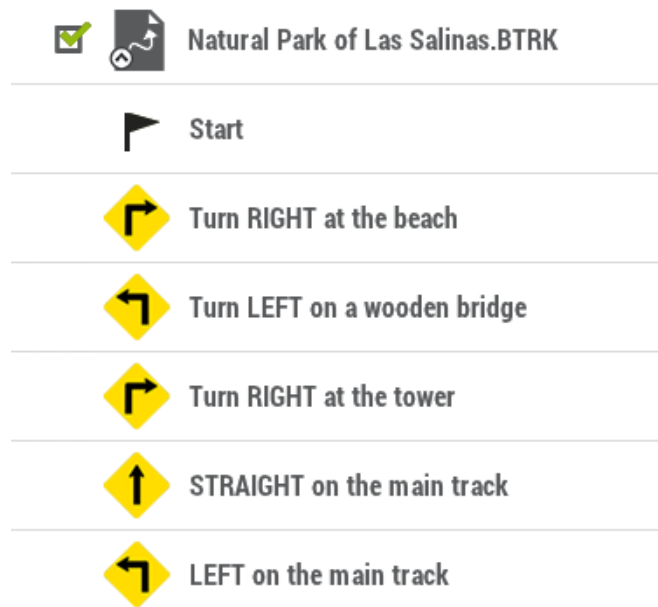 Natural Park of Las Salinas.BTRK
Start
Turn RIGHT at the beach
Turn LEFT on a wooden bridge
Turn RIGHT at the tower
STRAIGHT on the main track
LEFT on the main track